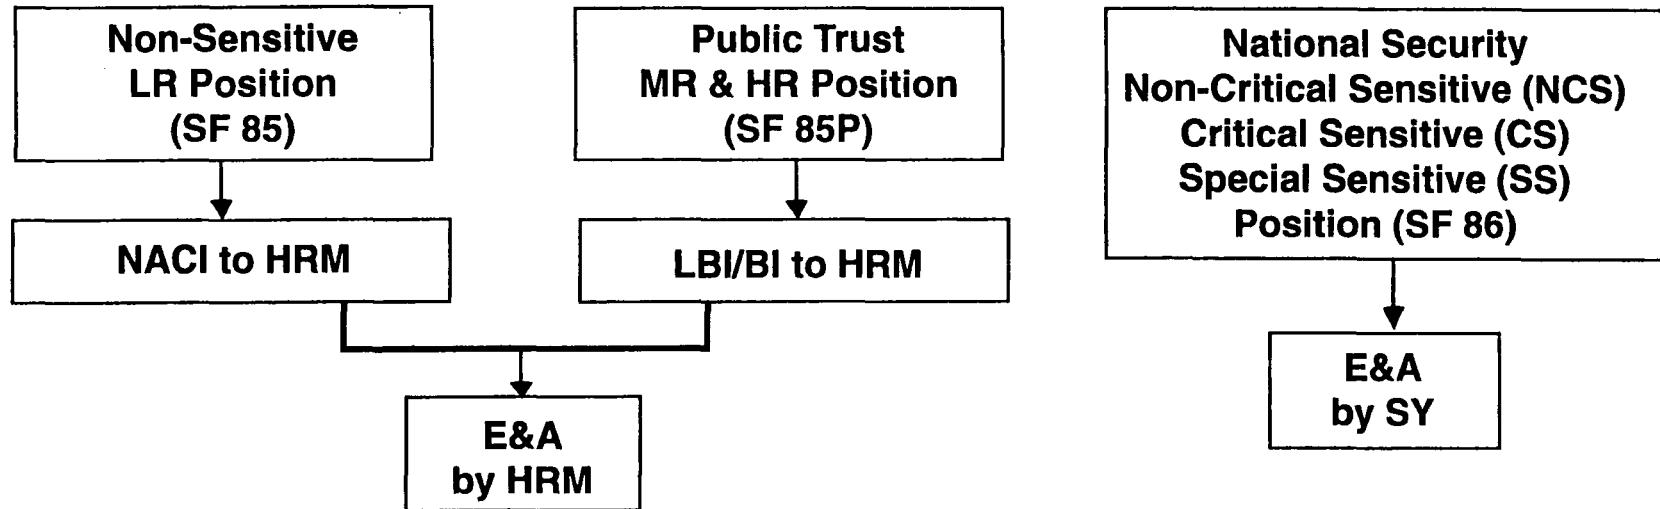 Non-Sensitive
LR Position
(SF 85)
Public Trust
MR & HR Position
(SF 85P)
National Security
Non-Critical Sensitive (NCS)
Critical Sensitive (CS)
Special Sensitive (SS)
Position (SF 86)
NACI to HRM
LBI/BI to HRM
E&A
by HRM
E&A
by SY